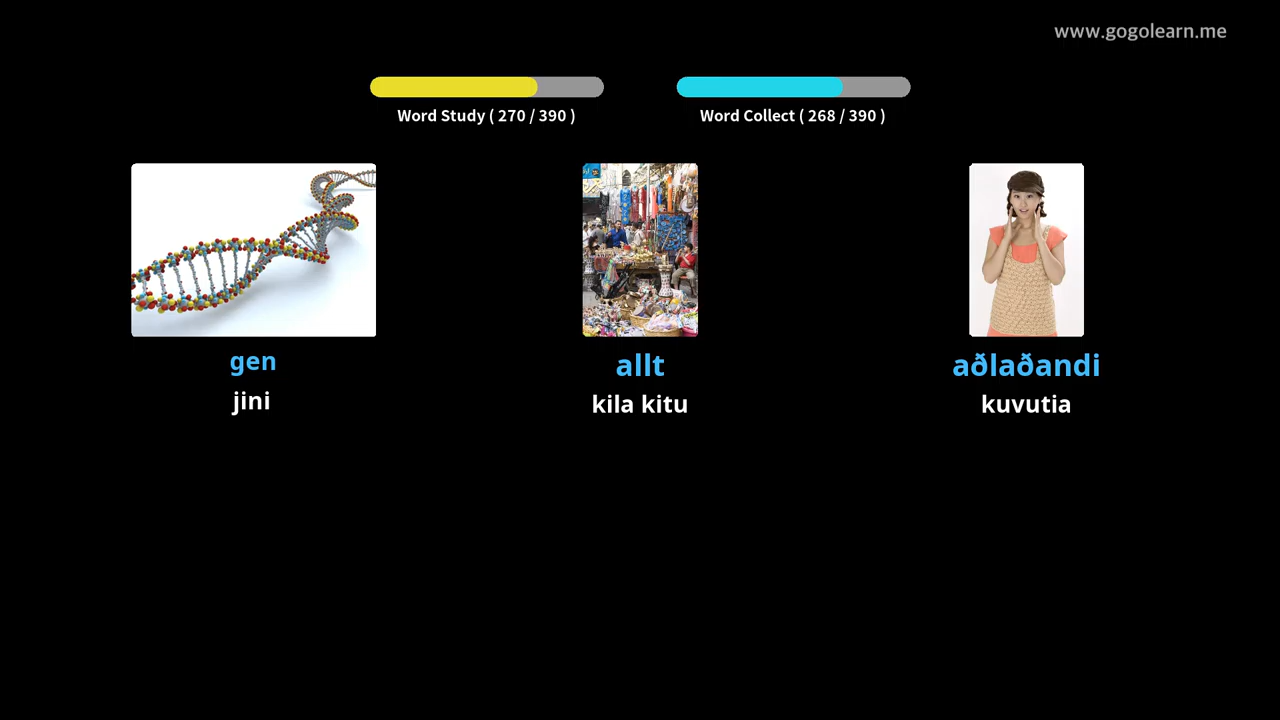 www.gogolearn.me
Word Study ( 270 / 390 )
Word Collect ( 268 / 390 )
gen
jini
allt
kila kitu
aðlaðandi
kuvutia